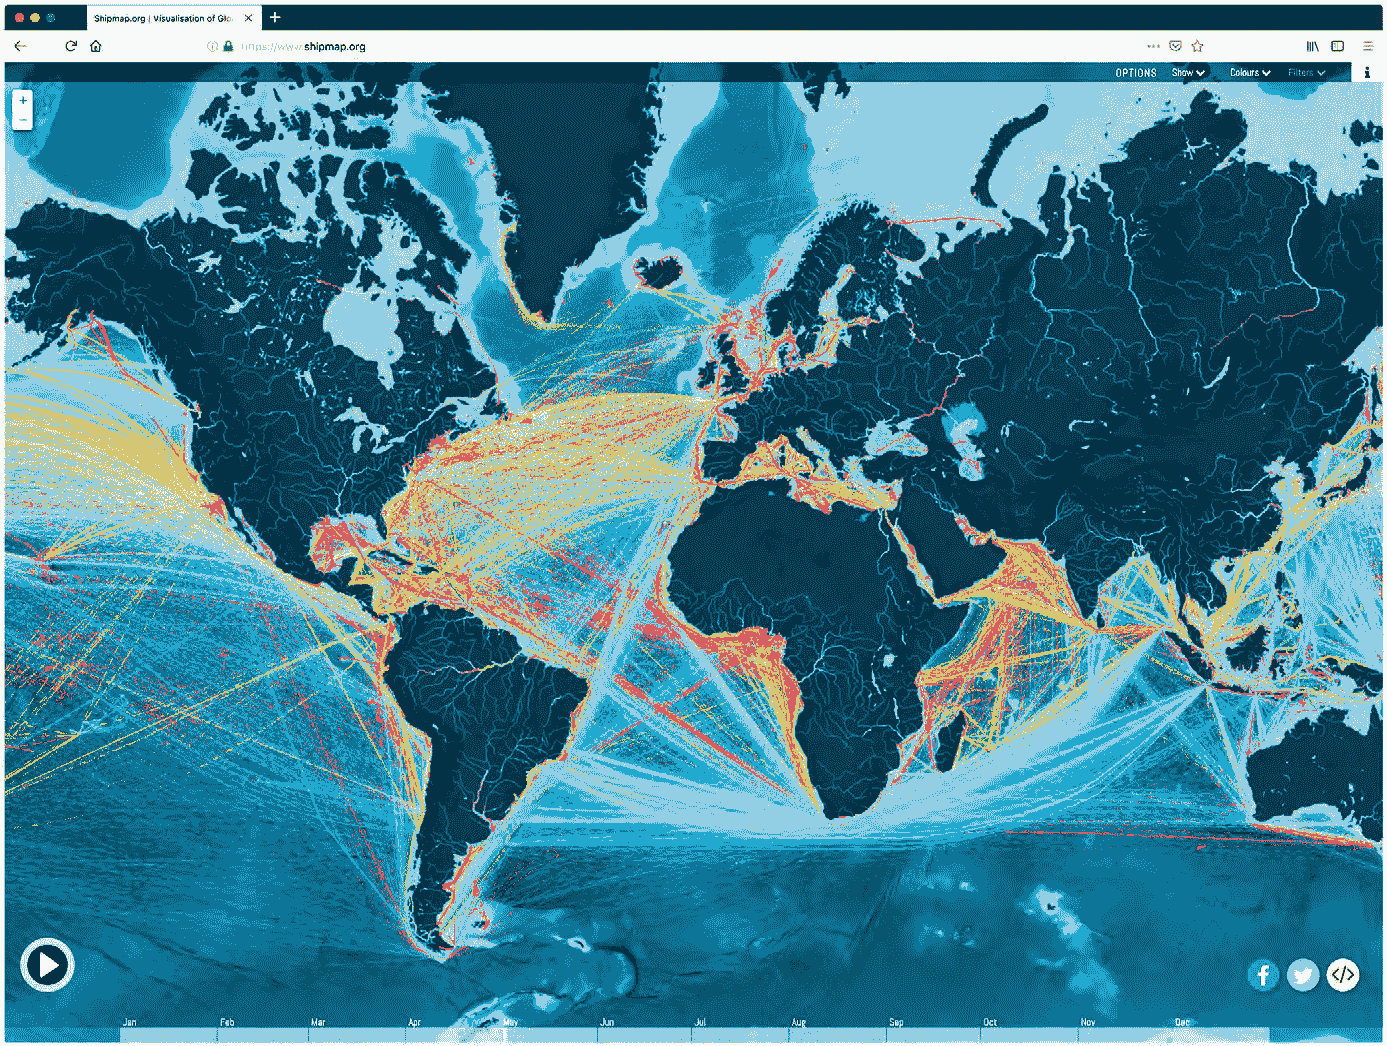 Shipmap.org | Visualisation of Glo
https://www.shipmap.org
OPTIONS Show Colours Filters i
+
−
f </>
Jan Feb Mar Apr May Jun Jul Aug Sep Oct Nov Dec